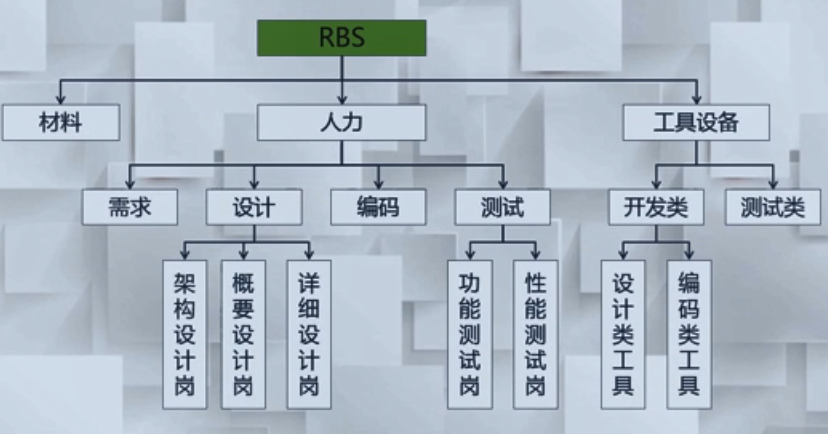 RBS
材料
人力
工具设备
需求
设计
编码
测试
开发类
测试类
架构设计岗
概要设计岗
详细设计岗
功能测试岗
性能测试岗
设计类工具
编码类工具